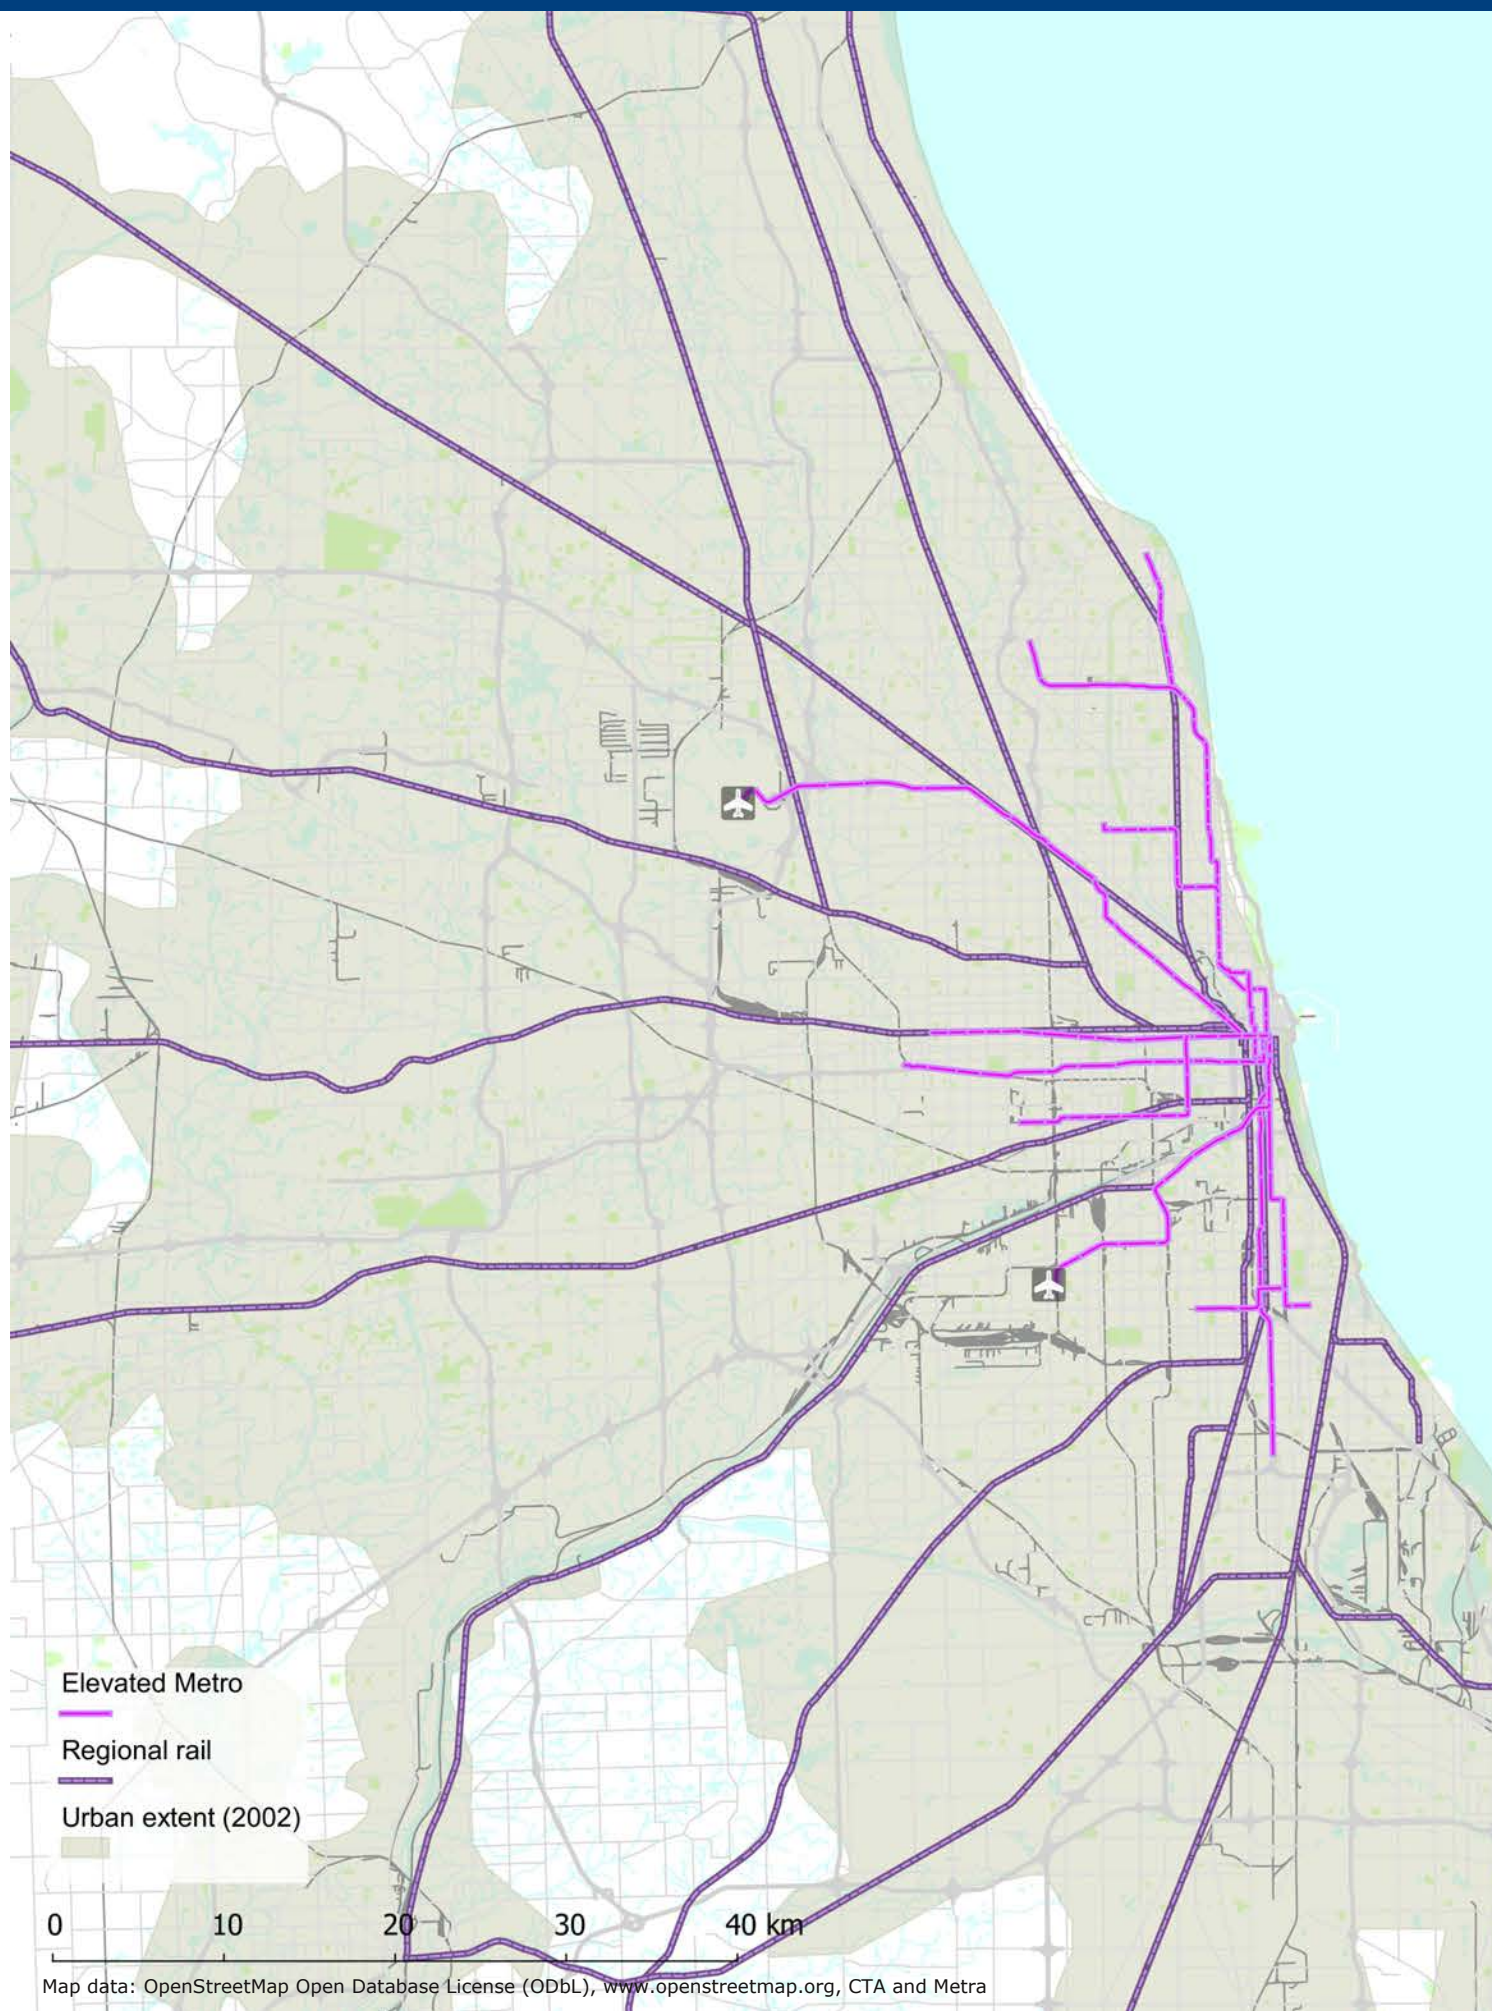 Elevated Metro
Regional rail
Urban extent (2002)
0 10 20 30 40 km
Map data: OpenStreetMap Open Database License (ODbL), www.openstreetmap.org, CTA and Metra